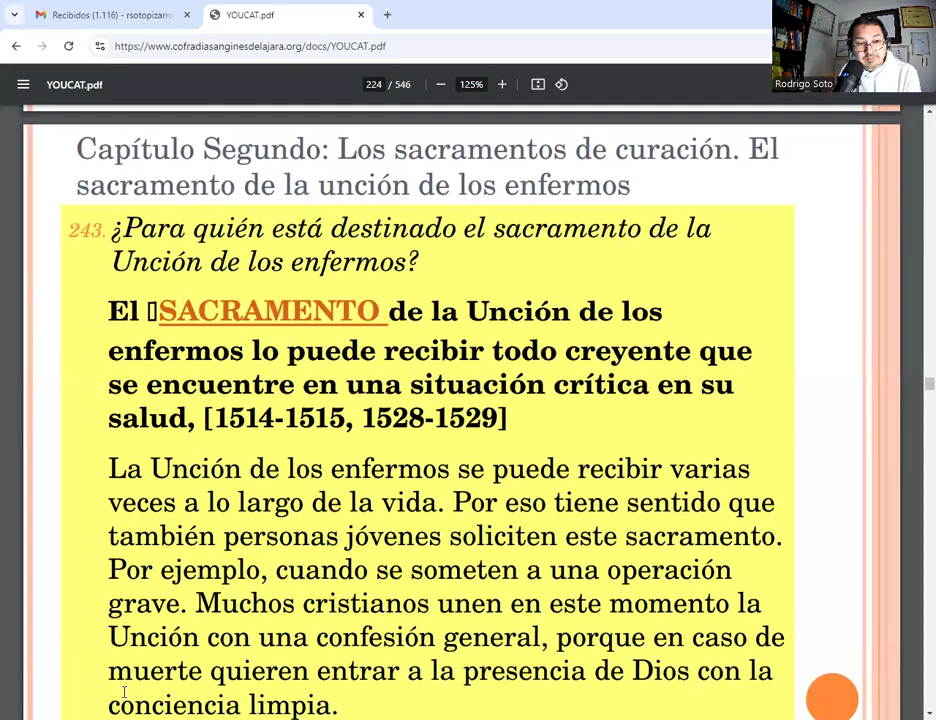 Recibidos (1.116) - rsotopizarro
YOUCAT.pdf
https://www.cofradiasanginesdelajara.org/docs/YOUCAT.pdf
YOUCAT.pdf
224 / 546
125%
Rodrigo Soto
Capítulo Segundo: Los sacramentos de curación. El
sacramento de la unción de los enfermos
243. ¿Para quién está destinado el sacramento de la
Unción de los enfermos?
El SACRAMENTO de la Unción de los
enfermos lo puede recibir todo creyente que
se encuentre en una situación crítica en su
salud, [1514-1515, 1528-1529]
La Unción de los enfermos se puede recibir varias
veces a lo largo de la vida. Por eso tiene sentido que
también personas jóvenes soliciten este sacramento.
Por ejemplo, cuando se someten a una operación
grave. Muchos cristianos unen en este momento la
Unción con una confesión general, porque en caso de
muerte quieren entrar a la presencia de Dios con la
conciencia limpia.